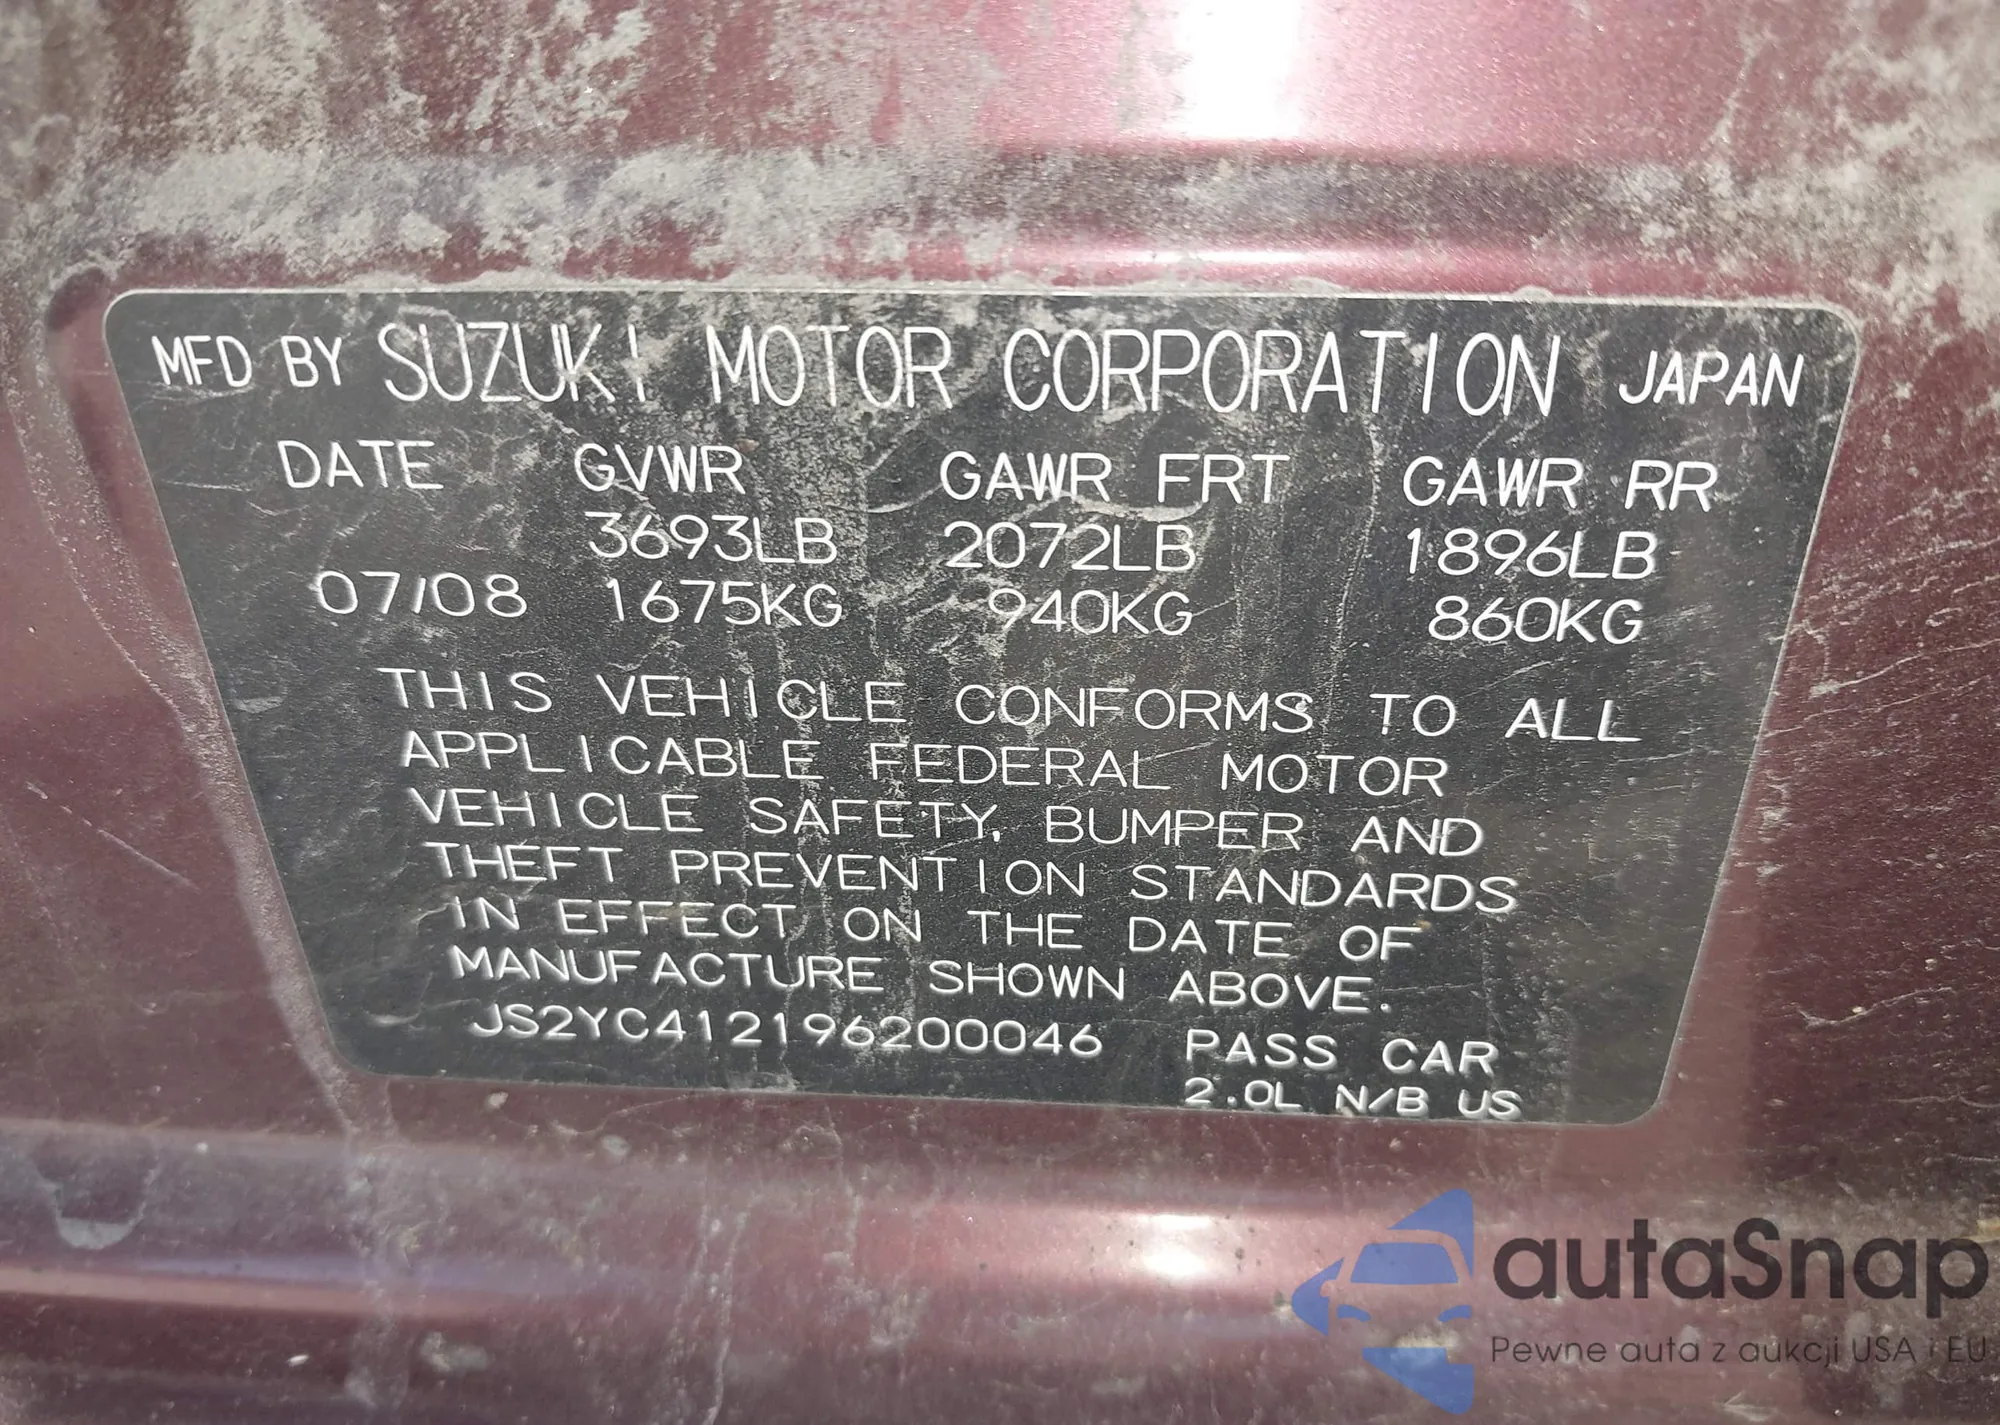 MFD BY SUZUKI MOTOR CORPORATION JAPAN
DATE GVWR GAWR FRT GAWR RR
3693LB 2072LB 1896LB
07/08 1675KG 940KG 860KG
THIS VEHICLE CONFORMS TO ALL
APPLICABLE FEDERAL MOTOR
VEHICLE SAFETY, BUMPER AND
THEFT PREVENTION STANDARDS
IN EFFECT ON THE DATE OF
MANUFACTURE SHOWN ABOVE.
JS2YC412196200046 PASS CAR
2.0L N/B US
autaSnap
Pewne auta z aukcji USA i EU